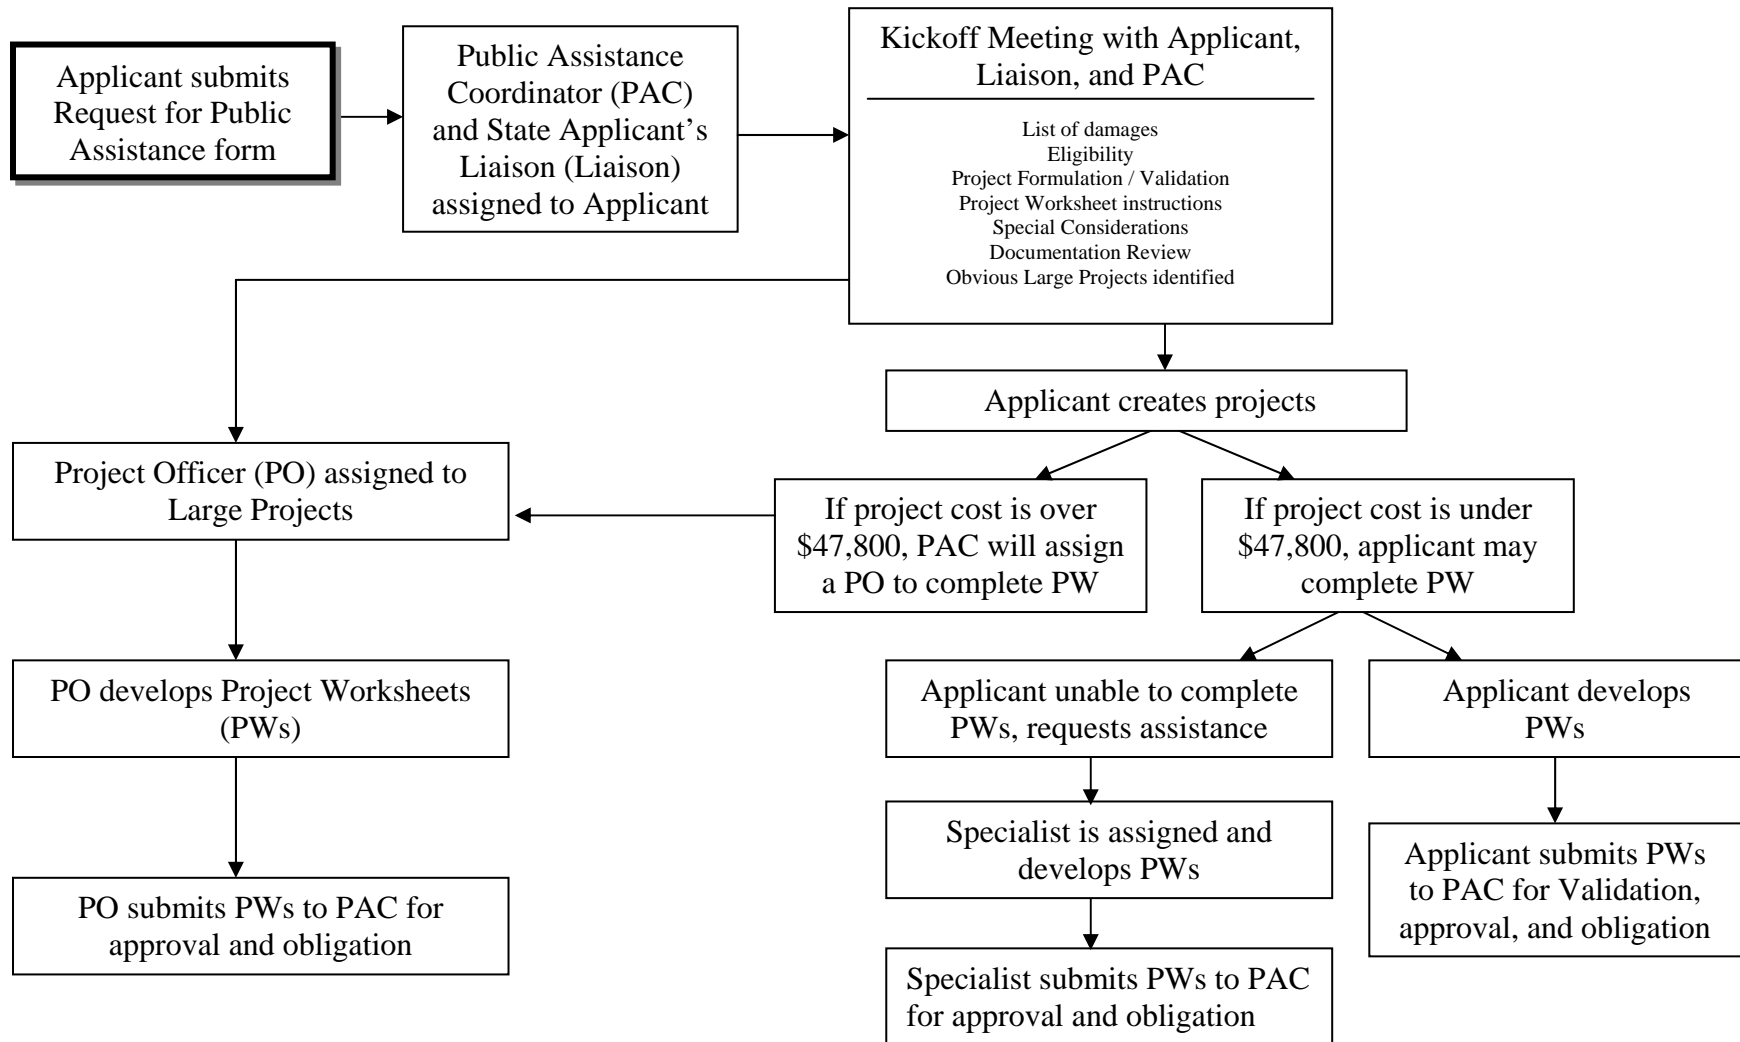 Applicant submits
Request for Public
Assistance form
Public Assistance
Coordinator (PAC)
and State Applicant’s
Liaison (Liaison)
assigned to Applicant
Kickoff Meeting with Applicant,
Liaison, and PAC
List of damages
Eligibility
Project Formulation / Validation
Project Worksheet instructions
Special Considerations
Documentation Review
Obvious Large Projects identified
Applicant creates projects
Project Officer (PO) assigned to
Large Projects
If project cost is over
$47,800, PAC will assign
a PO to complete PW
If project cost is under
$47,800, applicant may
complete PW
PO develops Project Worksheets
(PWs)
Applicant unable to complete
PWs, requests assistance
Applicant develops
PWs
Specialist is assigned and
develops PWs
Applicant submits PWs
to PAC for Validation,
approval, and obligation
PO submits PWs to PAC for
approval and obligation
Specialist submits PWs to PAC
for approval and obligation